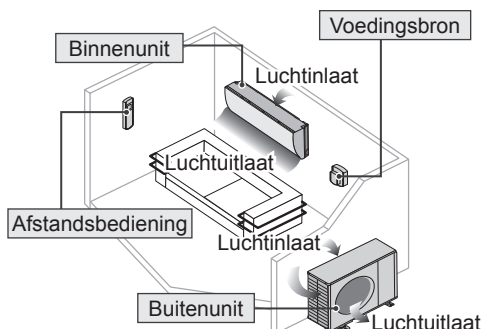 Voedingsbron
Binnenunit
Luchtinlaat
Luchtuitlaat
Afstandsbediening
Luchtinlaat
Buitenunit
Luchtuitlaat